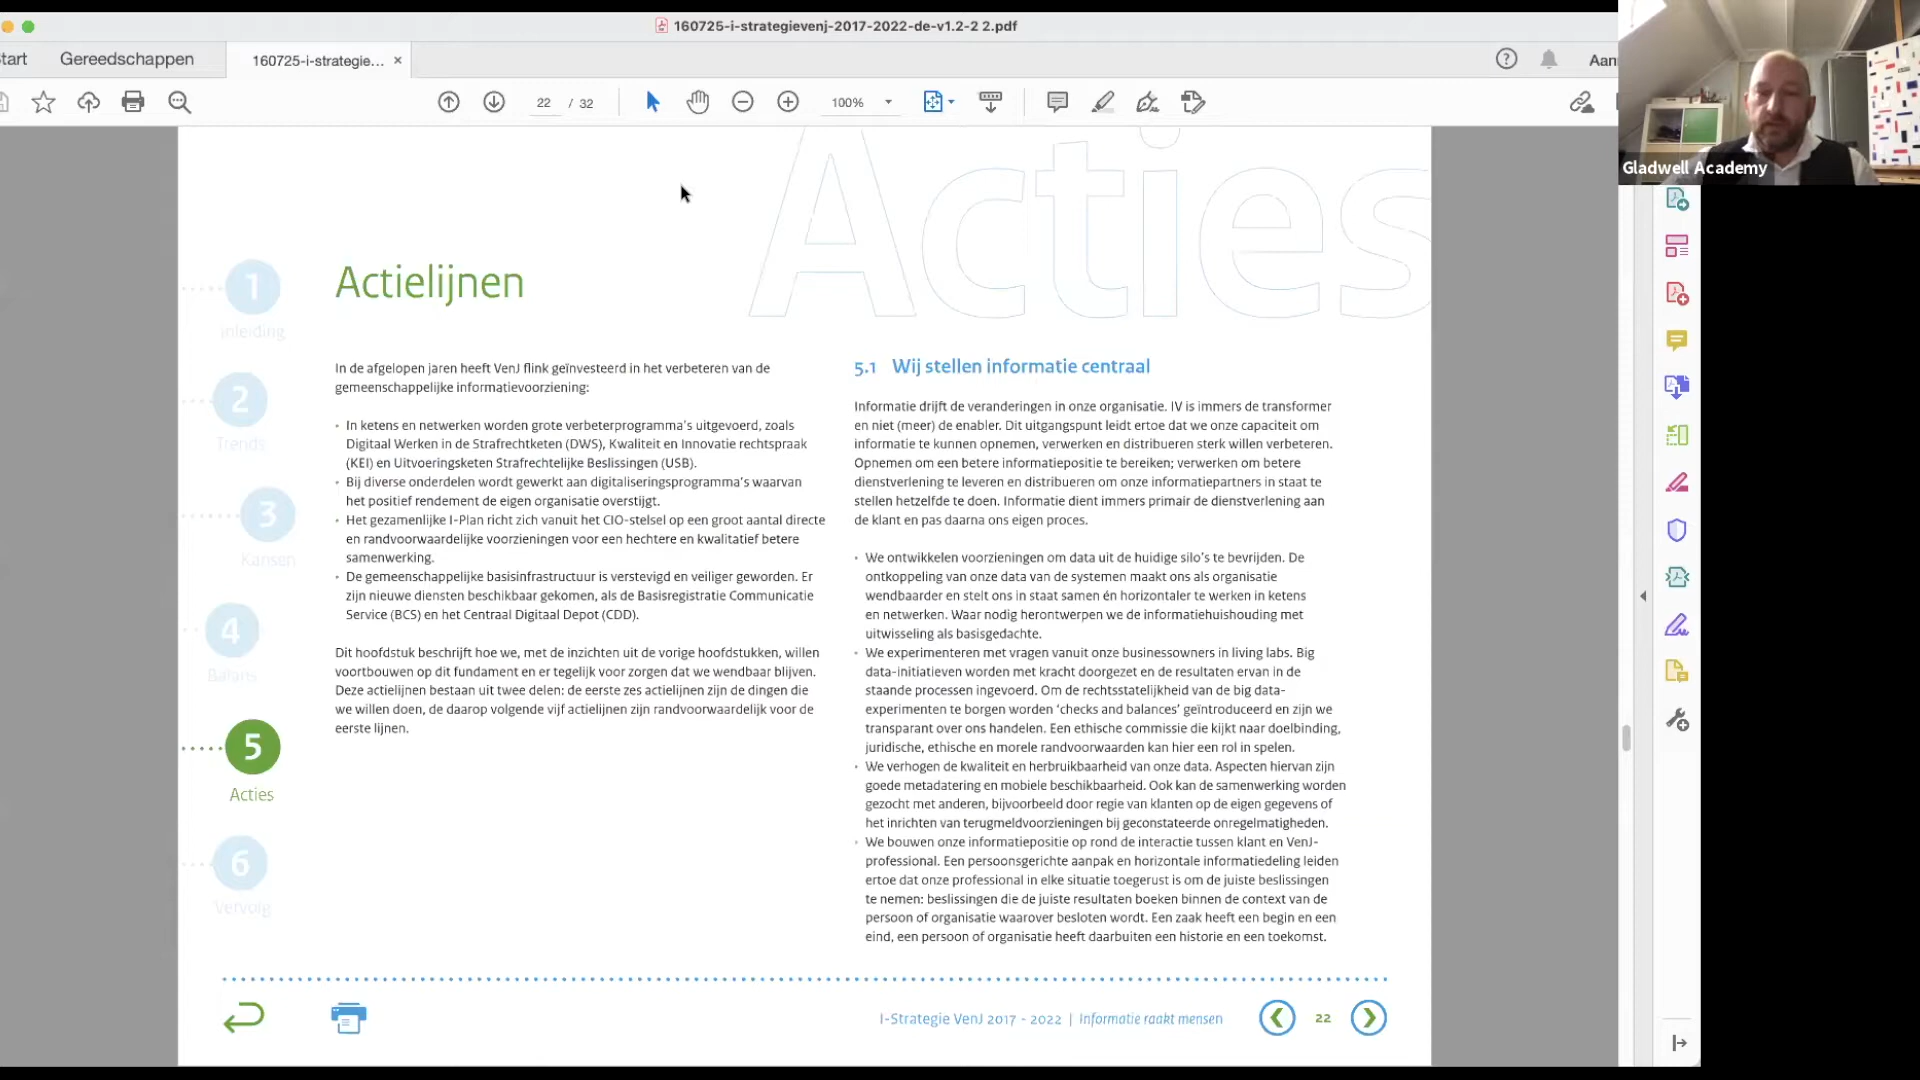 160725-i-strategievenj-2017-2022-de-v1.2-2 2.pdf
tart
Gereedschappen
160725-i-strategie... ×
Aan
22 / 32
100%
Gladwell Academy
Acties
Actielijnen
1
Inleiding
2
Trends
3
Kansen
4
Balans
5
Acties
6
Vervolg
In de afgelopen jaren heeft VenJ flink geïnvesteerd in het verbeteren van de
gemeenschappelijke informatievoorziening:
• In ketens en netwerken worden grote verbeterprogramma's uitgevoerd, zoals
Digitaal Werken in de Strafrechtketen (DWS), Kwaliteit en Innovatie rechtspraak
(KEI) en Uitvoeringsketen Strafrechtelijke Beslissingen (USB).
• Bij diverse onderdelen wordt gewerkt aan digitaliseringsprogramma's waarvan
het positief rendement de eigen organisatie overstijgt.
• Het gezamenlijke I-Plan richt zich vanuit het CIO-stelsel op een groot aantal directe
en randvoorwaardelijke voorzieningen voor een hechtere en kwalitatief betere
samenwerking.
• De gemeenschappelijke basisinfrastructuur is verstevigd en veiliger geworden. Er
zijn nieuwe diensten beschikbaar gekomen, als de Basisregistratie Communicatie
Service (BCS) en het Centraal Digitaal Depot (CDD).
Dit hoofdstuk beschrijft hoe we, met de inzichten uit de vorige hoofdstukken, willen
voortbouwen op dit fundament en er tegelijk voor zorgen dat we wendbaar blijven.
Deze actielijnen bestaan uit twee delen: de eerste zes actielijnen zijn de dingen die
we willen doen, de daarop volgende vijf actielijnen zijn randvoorwaardelijk voor de
eerste lijnen.
5.1 Wij stellen informatie centraal
Informatie drijft de veranderingen in onze organisatie. IV is immers de transformer
en niet (meer) de enabler. Dit uitgangspunt leidt ertoe dat we onze capaciteit om
informatie te kunnen opnemen, verwerken en distribueren sterk willen verbeteren.
Opnemen om een betere informatiepositie te bereiken; verwerken om betere
dienstverlening te leveren en distribueren om onze informatiepartners in staat te
stellen hetzelfde te doen. Informatie dient immers primair de dienstverlening aan
de klant en pas daarna ons eigen proces.
• We ontwikkelen voorzieningen om data uit de huidige silo's te bevrijden. De
ontkoppeling van onze data van de systemen maakt ons als organisatie
wendbaarder en stelt ons in staat samen én horizontaler te werken in ketens
en netwerken. Waar nodig herontwerpen we de informatiehuishouding met
uitwisseling als basisgedachte.
• We experimenteren met vragen vanuit onze businessowners in living labs. Big
data-initiatieven worden met kracht doorgezet en de resultaten ervan in de
staande processen ingevoerd. Om de rechtsstatelijkheid van de big data-
experimenten te borgen worden 'checks and balances' geïntroduceerd en zijn we
transparant over ons handelen. Een ethische commissie die kijkt naar doelbinding,
juridische, ethische en morele randvoorwaarden kan hier een rol in spelen.
• We verhogen de kwaliteit en herbruikbaarheid van onze data. Aspecten hiervan zijn
goede metadatering en mobiele beschikbaarheid. Ook kan de samenwerking worden
gezocht met anderen, bijvoorbeeld door regie van klanten op de eigen gegevens of
het inrichten van terugmeldvoorzieningen bij geconstateerde onregelmatigheden.
• We bouwen onze informatiepositie op rond de interactie tussen klant en VenJ-
professional. Een persoonsgerichte aanpak en horizontale informatiedeling leiden
ertoe dat onze professional in elke situatie toegerust is om de juiste beslissingen
te nemen: beslissingen die de juiste resultaten boeken binnen de context van de
persoon of organisatie waarover besloten wordt. Een zaak heeft een begin en een
eind, een persoon of organisatie heeft daarbuiten een historie en een toekomst.
I-Strategie VenJ 2017 - 2022 | Informatie raakt mensen
22